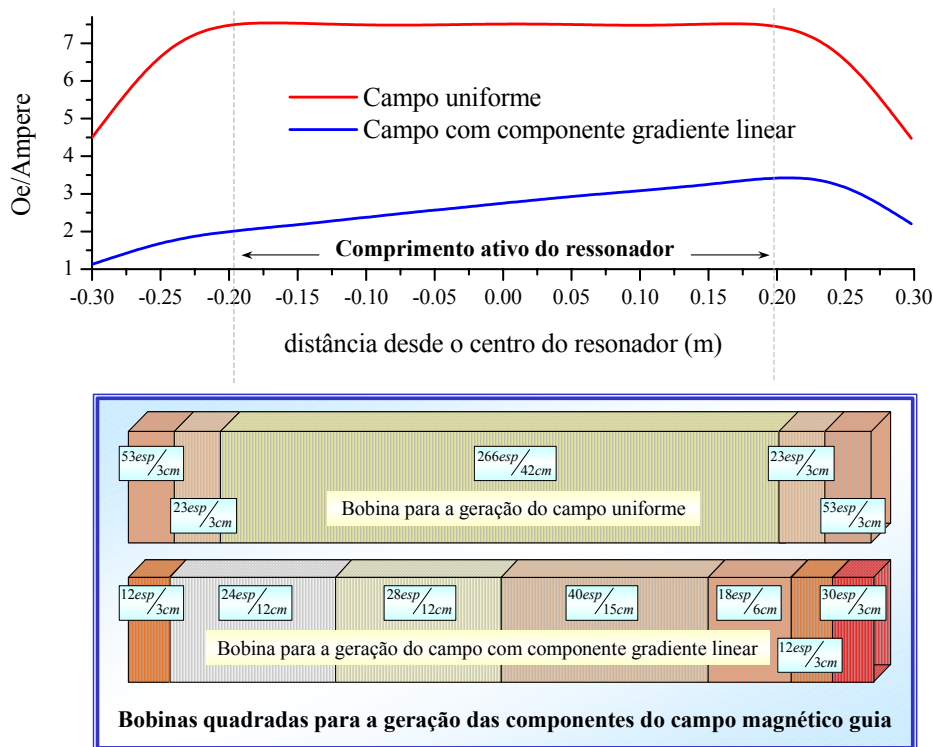 7
7
5
Campo uniforme
Campo com componente gradiente linear
4
3
2
1
Oe/Ampere
Comprimento ativo do ressonador
-0.30 -0.25 -0.20 -0.15 -0.10 -0.05 0.00 0.05 0.10 0.15 0.20 0.25 0.30
distância desde o centro do resonador (m)
53esp/3cm
23esp/3cm
266esp/42cm
23esp/3cm
53esp/3cm
Bobina para a geração do campo uniforme
12esp/3cm
24esp/12cm
28esp/12cm
40esp/15cm
18esp/6cm
12esp/3cm
30esp/3cm
Bobina para a geração do campo com componente gradiente linear
Bobinas quadradas para a geração das componentes do campo magnético guia